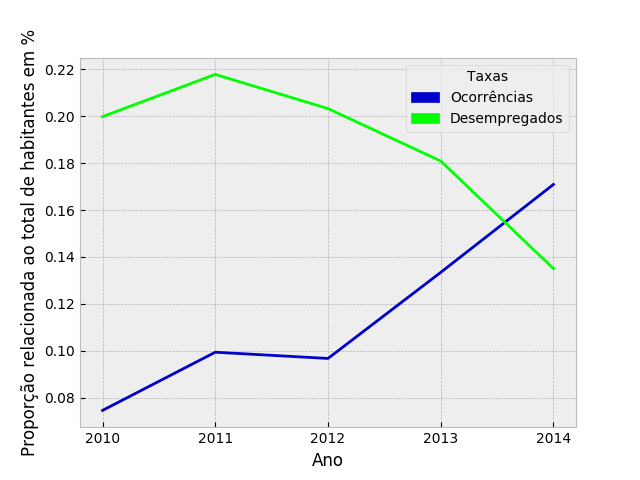 Proporção relacionada ao total de habitantes em %
0.22
0.20
0.18
0.16
0.14
0.12
0.10
0.08
Taxas
Ocorrências
Desempregados
2010 2011 2012 2013 2014
Ano